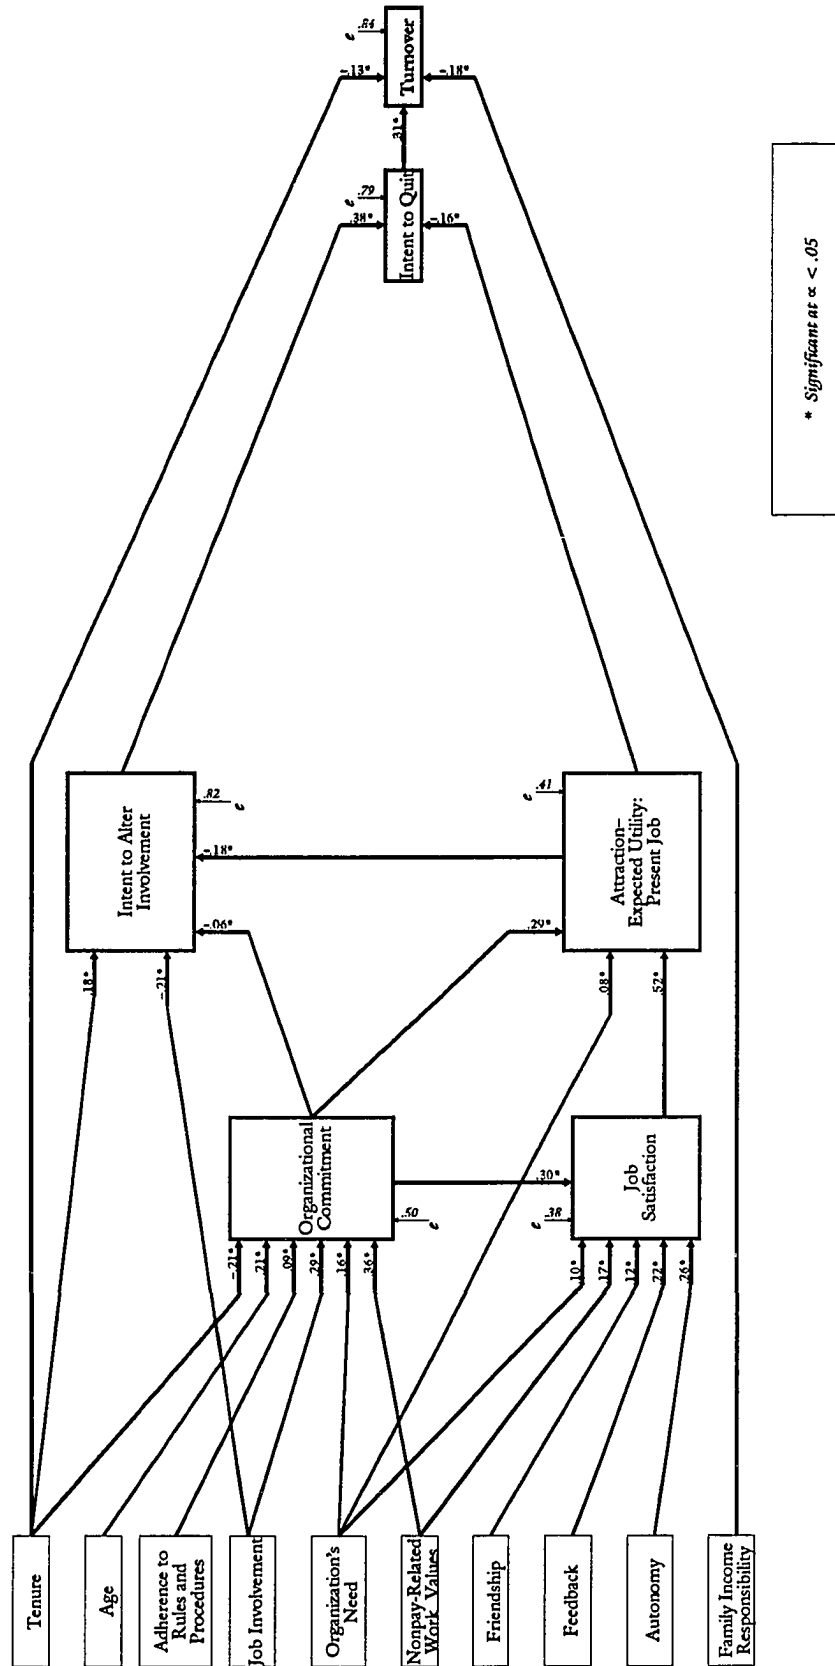 Tenure
Age
Adherence to
Rules and
Procedures
Job Involvement
Organization's
Need
Nonpay-Related
Work Values
Friendship
Feedback
Autonomy
Family Income
Responsibility
-.21*
.21*
.09*
.29*
.16*
.36*
Organizational
Commitment
.50
e
.10*
.17*
.12*
.22*
.26*
.30*
.38
e
Job
Satisfaction
.18*
-.21*
-.06*
-.18*
Intent to Alter
Involvement
.82
e
.29*
.08*
.52*
Attraction–
Expected Utility:
Present Job
.41
e
.38*
-.16*
Intent to Quit
.79
e
.31*
-.13*
-.18*
Turnover
.84
e
* Significant at α < .05